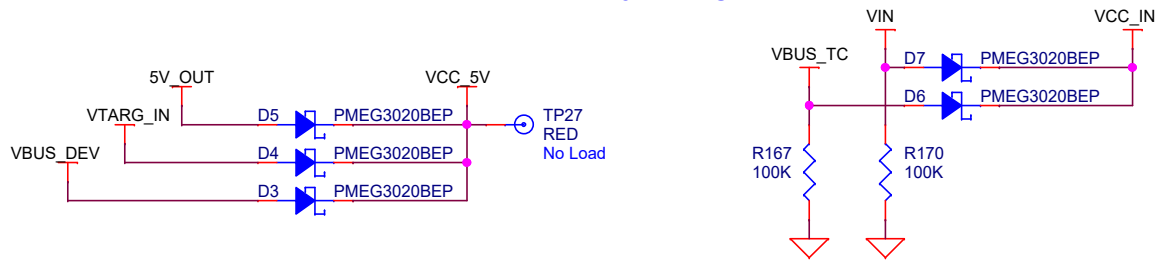 VIN
VCC_IN
VBUS_TC
D7
PMEG3020BEP
5V_OUT
VCC_5V
D6
PMEG3020BEP
VTARG_IN
D5
PMEG3020BEP
TP27
RED
No Load
VBUS_DEV
D4
PMEG3020BEP
R167
100K
R170
100K
D3
PMEG3020BEP